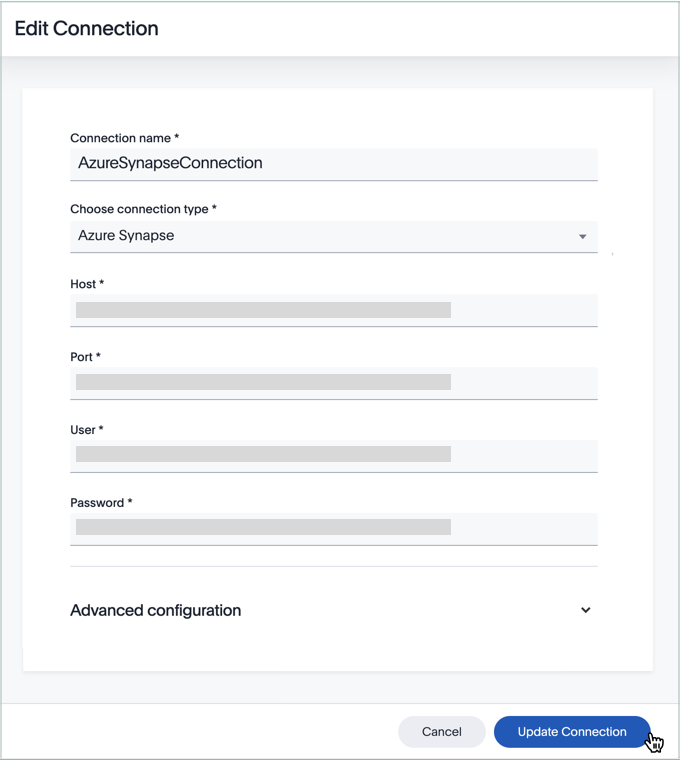 Edit Connection
Connection name *
AzureSynapseConnection
Choose connection type *
Azure Synapse
Host *
Port *
User *
Password *
Advanced configuration
Cancel
Update Connection